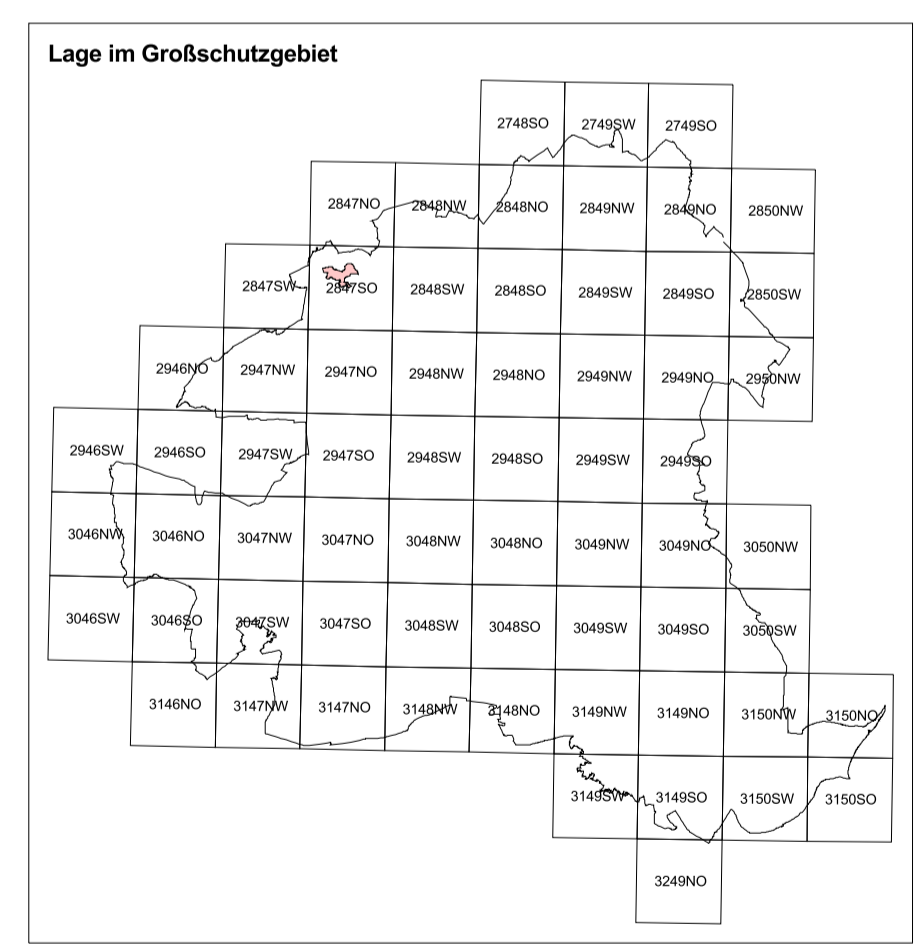 Lage im Großschutzgebiet
2748SO 2749SW 2749SO
2847NO 2848NW 2848NO 2849NW 2849NO 2850NW
2847SW 2847SO 2848SW 2848SO 2849SW 2849SO 2850SW
2946NO 2947NW 2947NO 2948NW 2948NO 2949NW 2949NO 2950NW
2946SW 2946SO 2947SW 2947SO 2948SW 2948SO 2949SW 2949SO
3046NW 3046NO 3047NW 3047NO 3048NW 3048NO 3049NW 3049NO 3050NW
3046SW 3046SO 3047SW 3047SO 3048SW 3048SO 3049SW 3049SO 3050SW
3146NO 3147NW 3147NO 3148NW 3148NO 3149NW 3149NO 3150NW 3150NO
3149SW 3149SO 3150SW 3150SO
3249NO